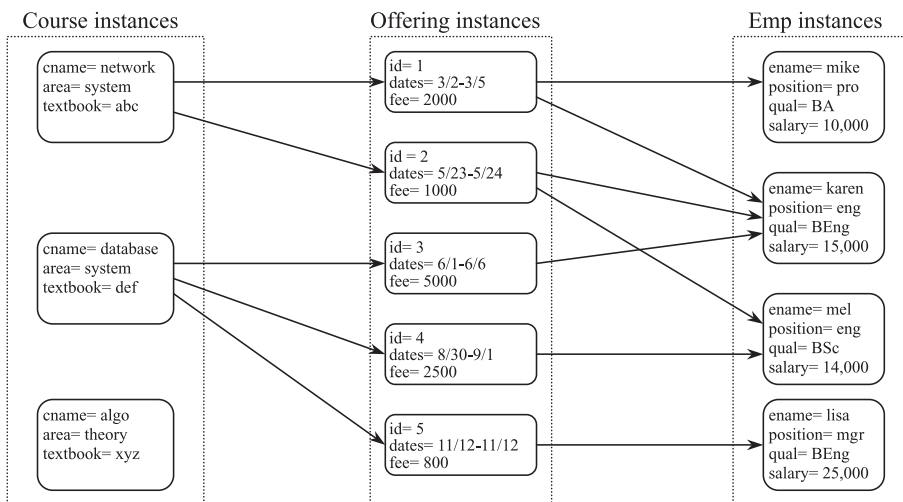 Course instances
Offering instances
Emp instances
cname= network
area= system
textbook= abc
cname= database
area= system
textbook= def
cname= algo
area= theory
textbook= xyz
id= 1
dates= 3/2-3/5
fee= 2000
id = 2
dates= 5/23-5/24
fee= 1000
id= 3
dates= 6/1-6/6
fee= 5000
id= 4
dates= 8/30-9/1
fee= 2500
id= 5
dates= 11/12-11/12
fee= 800
ename= mike
position= pro
qual= BA
salary= 10,000
ename= karen
position= eng
qual= BEng
salary= 15,000
ename= mel
position= eng
qual= BSc
salary= 14,000
ename= lisa
position= mgr
qual= BEng
salary= 25,000